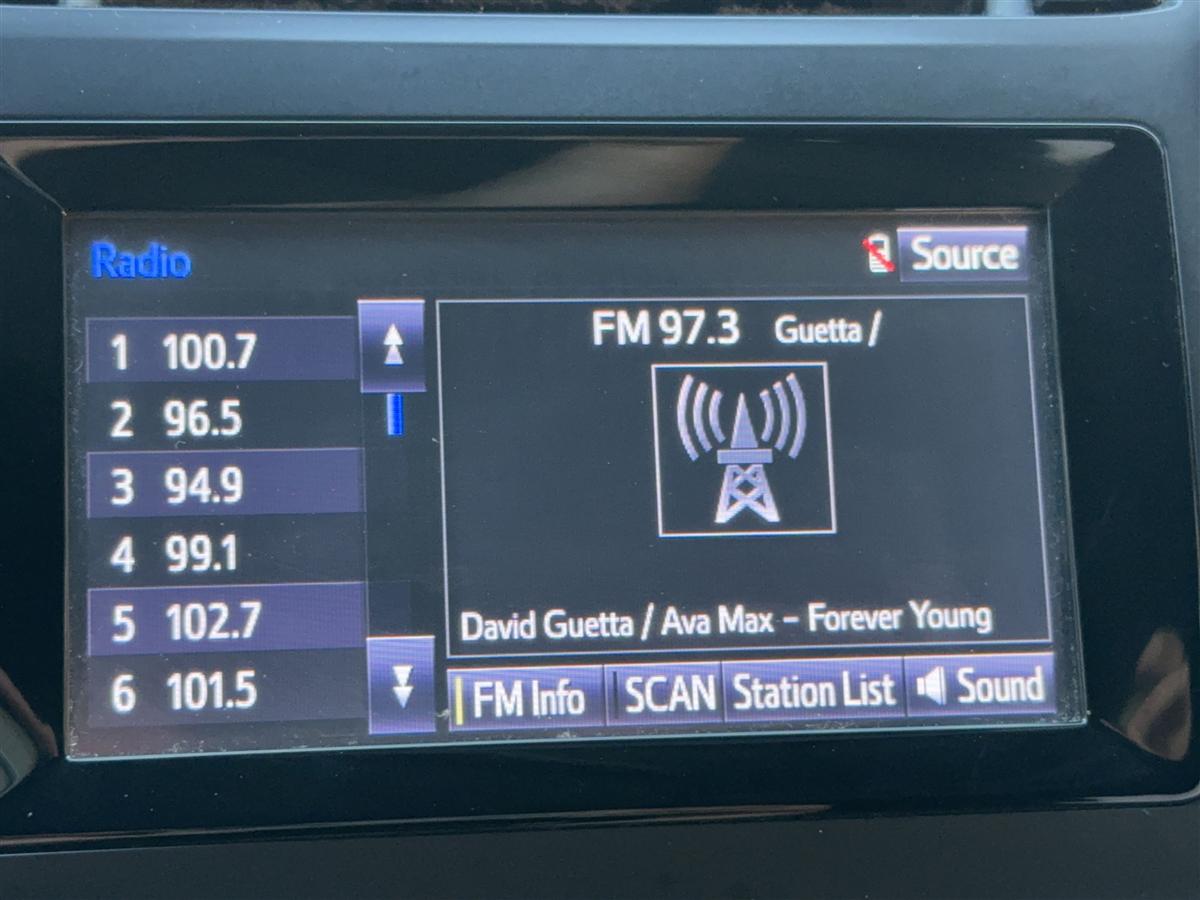 Radio
Source
1 100.7
2 96.5
3 94.9
4 99.1
5 102.7
6 101.5
FM 97.3 Guetta /
David Guetta / Ava Max – Forever Young
FM Info
SCAN
Station List
Sound